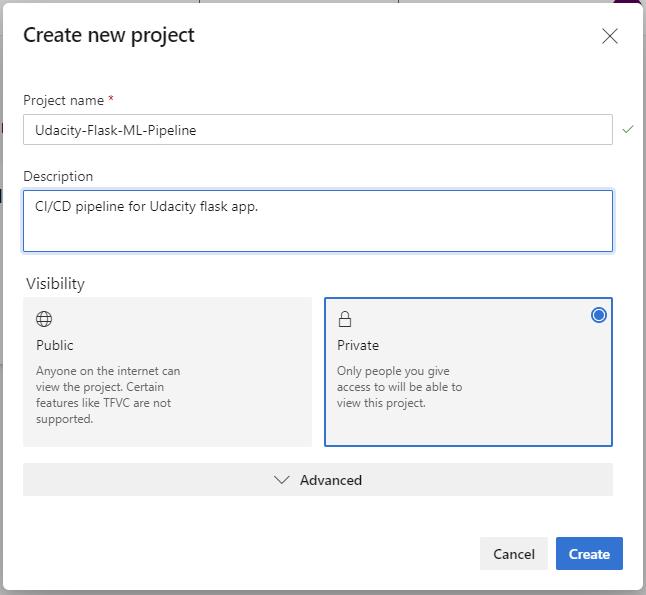 Create new project
Project name *
Udacity-Flask-ML-Pipeline
Description
CI/CD pipeline for Udacity flask app.
Visibility
Public
Anyone on the internet can
view the project. Certain
features like TFVC are not
supported.
Private
Only people you give
access to will be able to
view this project.
Advanced
Cancel
Create